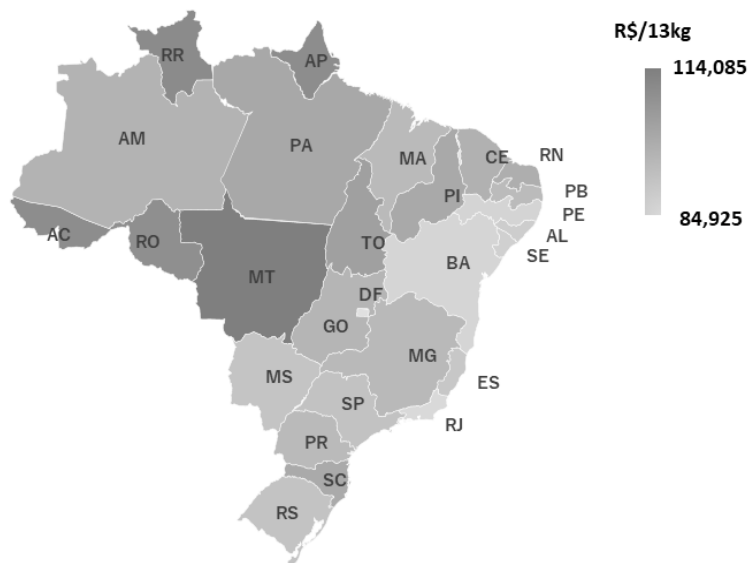 R$/13kg
114,085
84,925
RR
AP
AM
PA
MA
CE
RN
PI
PB
PE
AL
SE
AC
RO
TO
BA
MT
DF
GO
MG
MS
ES
SP
RJ
PR
SC
RS